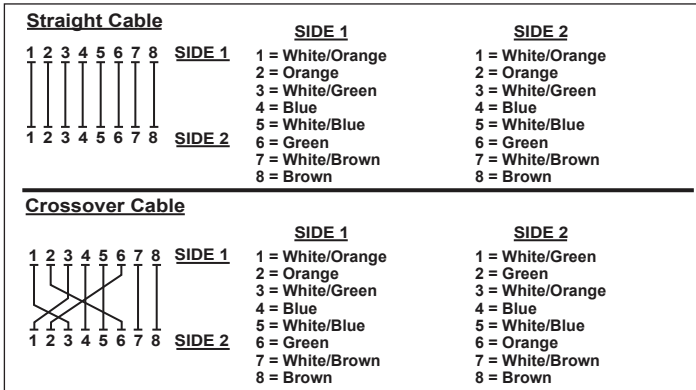 Straight Cable
1 2 3 4 5 6 7 8 SIDE 1
1 2 3 4 5 6 7 8 SIDE 2
SIDE 1
1 = White/Orange
2 = Orange
3 = White/Green
4 = Blue
5 = White/Blue
6 = Green
7 = White/Brown
8 = Brown
SIDE 2
1 = White/Orange
2 = Orange
3 = White/Green
4 = Blue
5 = White/Blue
6 = Green
7 = White/Brown
8 = Brown
Crossover Cable
1 2 3 4 5 6 7 8 SIDE 1
1 2 3 4 5 6 7 8 SIDE 2
SIDE 1
1 = White/Orange
2 = Orange
3 = White/Green
4 = Blue
5 = White/Blue
6 = Green
7 = White/Brown
8 = Brown
SIDE 2
1 = White/Green
2 = Green
3 = White/Orange
4 = Blue
5 = White/Blue
6 = Orange
7 = White/Brown
8 = Brown